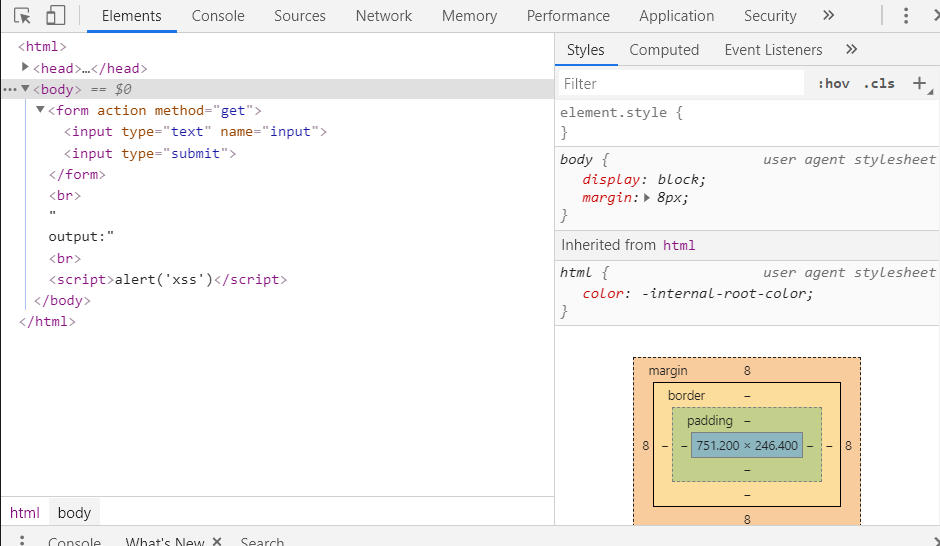 Elements Console Sources Network Memory Performance Application Security »
<html>
<head>…</head>
<body> == $0
<form action method="get">
<input type="text" name="input">
<input type="submit">
</form>
<br>
"
output:"
<br>
<script>alert('xss')</script>
</body>
</html>
html body
Styles Computed Event Listeners »
Filter :hov .cls +
element.style {
}
body { user agent stylesheet
display: block;
margin: 8px;
}
Inherited from html
html { user agent stylesheet
color: -internal-root-color;
}
margin 8
border –
padding –
8 – – 751.200 × 246.400 – – 8
–
–
8
Console What's New × Search